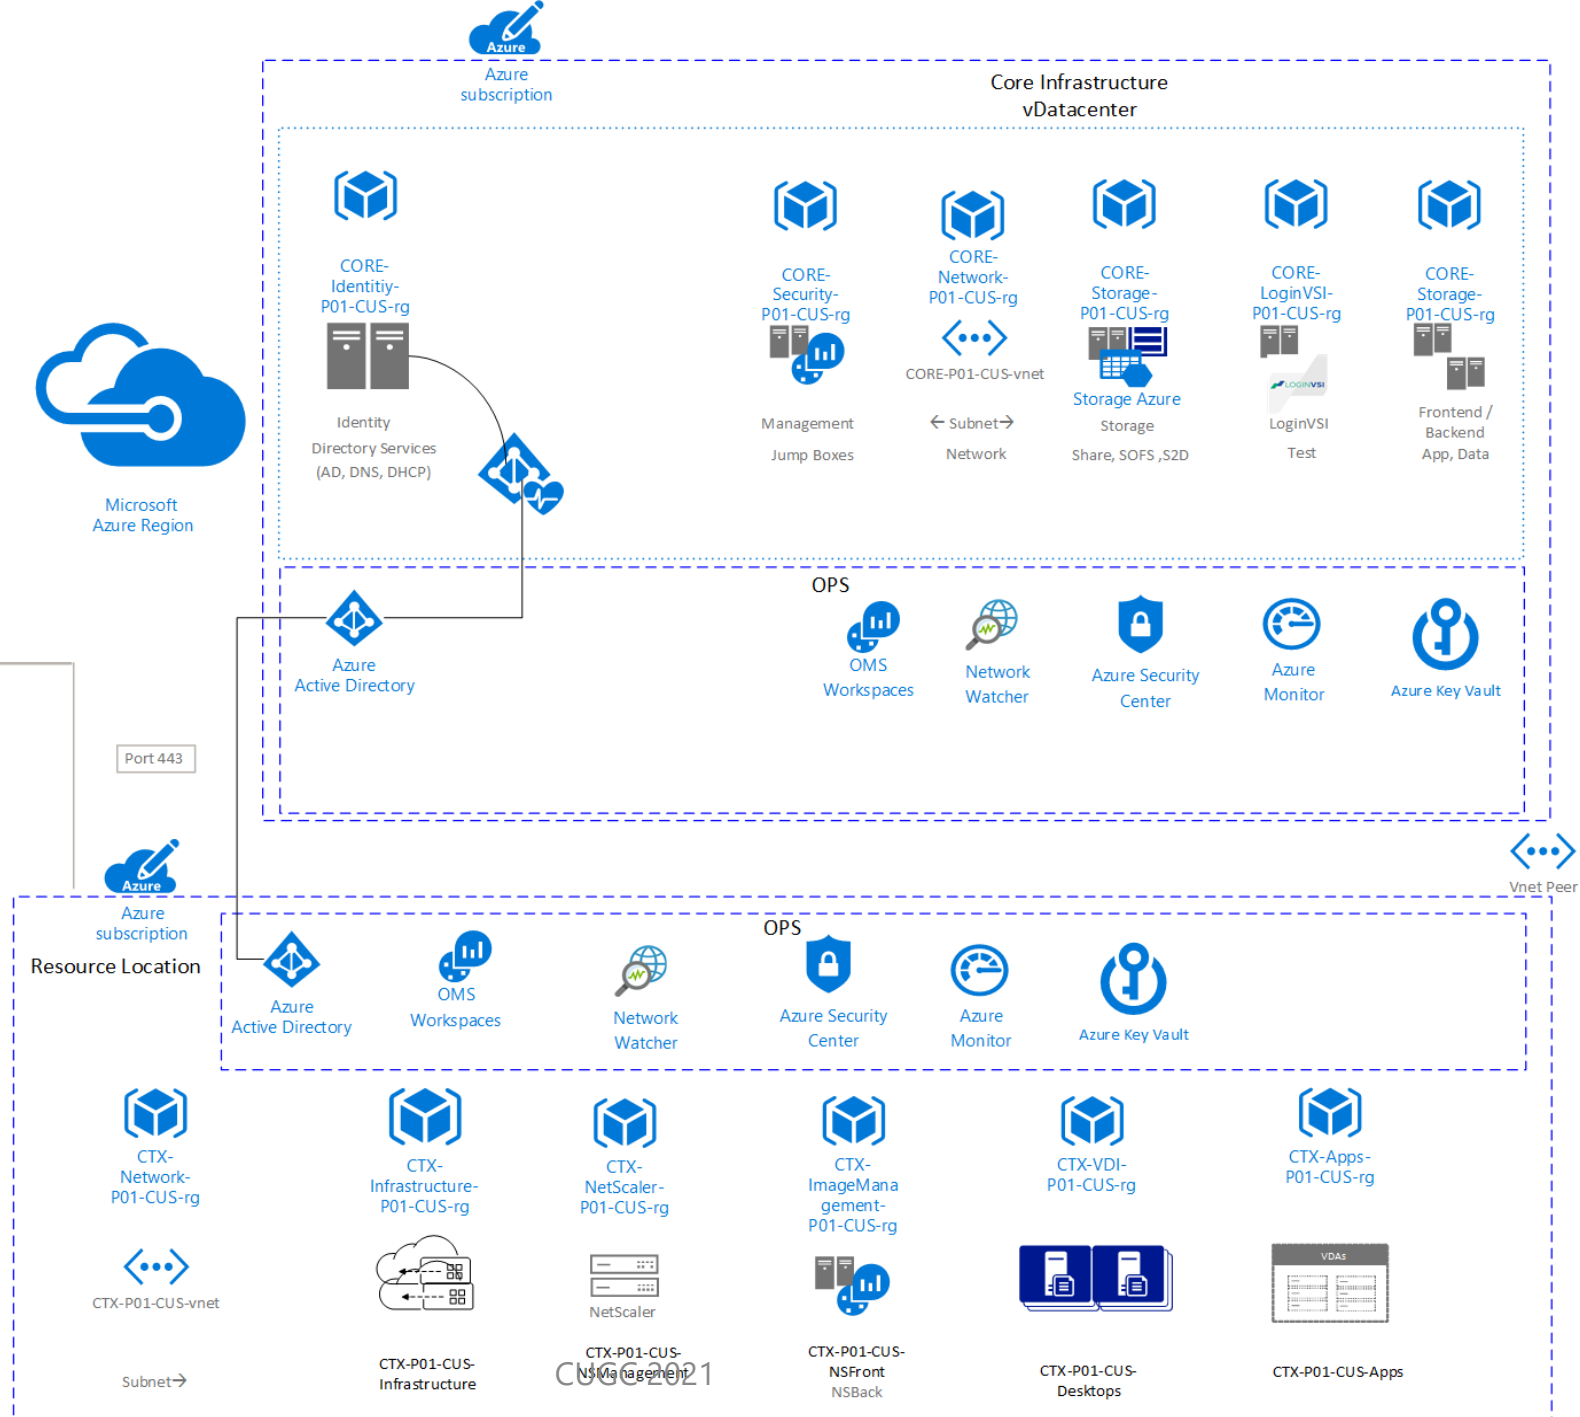 Azure
Azure
subscription
Core Infrastructure
vDatacenter
CORE-
Identitiy-
P01-CUS-rg
CORE-
Security-
P01-CUS-rg
CORE-
Network-
P01-CUS-rg
CORE-
Storage-
P01-CUS-rg
CORE-
LoginVSI-
P01-CUS-rg
CORE-
Storage-
P01-CUS-rg
CORE-P01-CUS-vnet
LOGINVSI
Storage Azure
Identity
Directory Services
(AD, DNS, DHCP)
Management
Jump Boxes
← Subnet→
Network
Storage
Share, SOFS ,S2D
LoginVSI
Test
Frontend /
Backend
App, Data
Microsoft
Azure Region
OPS
Azure
Active Directory
OMS
Workspaces
Network
Watcher
Azure Security
Center
Azure
Monitor
Azure Key Vault
Port 443
Vnet Peer
Azure
Azure
subscription
Resource Location
OPS
Azure
Active Directory
OMS
Workspaces
Network
Watcher
Azure Security
Center
Azure
Monitor
Azure Key Vault
CTX-
Network-
P01-CUS-rg
CTX-
Infrastructure-
P01-CUS-rg
CTX-
NetScaler-
P01-CUS-rg
CTX-
ImageMana
gement-
P01-CUS-rg
CTX-VDI-
P01-CUS-rg
CTX-Apps-
P01-CUS-rg
CTX-P01-CUS-vnet
NetScaler
VDAs
Subnet→
CTX-P01-CUS-
Infrastructure
CTX-P01-CUS-
NSManagement
CTX-P01-CUS-
NSFront
NSBack
CTX-P01-CUS-
Desktops
CTX-P01-CUS-Apps
CUGC 2021